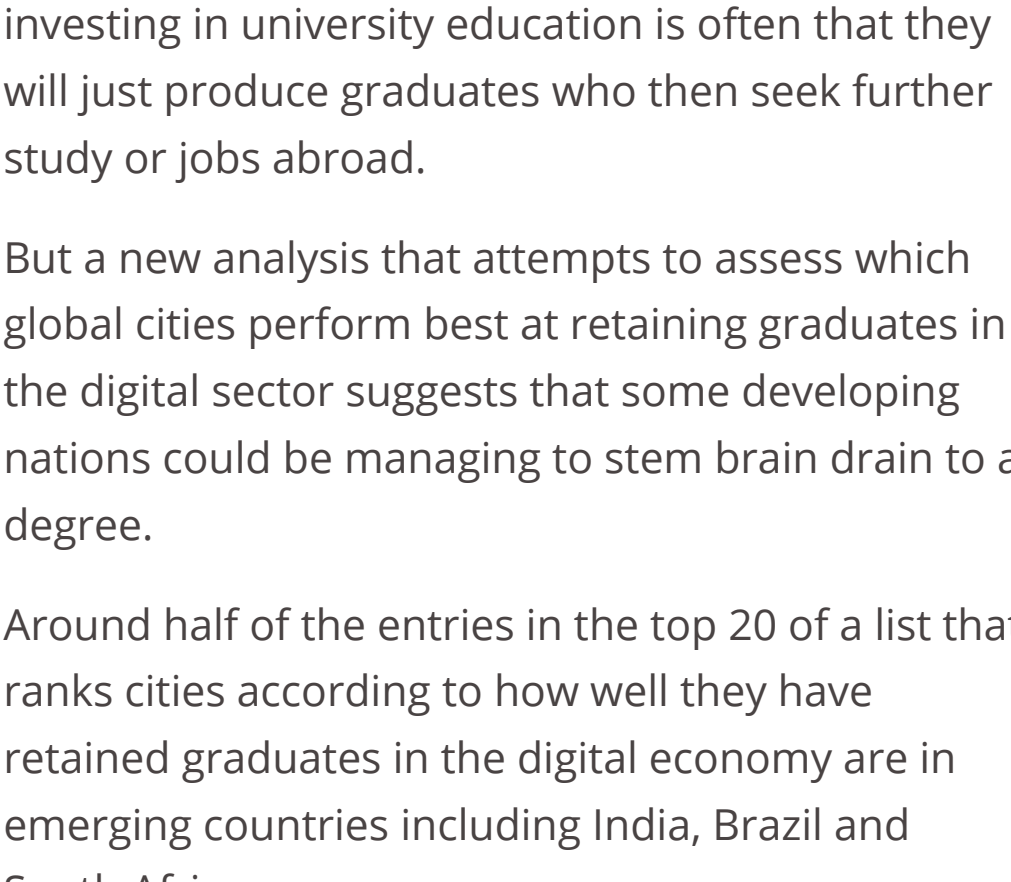 investing in university education is often that they
will just produce graduates who then seek further
study or jobs abroad.
But a new analysis that attempts to assess which
global cities perform best at retaining graduates in
the digital sector suggests that some developing
nations could be managing to stem brain drain to a
degree.
Around half of the entries in the top 20 of a list that
ranks cities according to how well they have
retained graduates in the digital economy are in
emerging countries including India, Brazil and